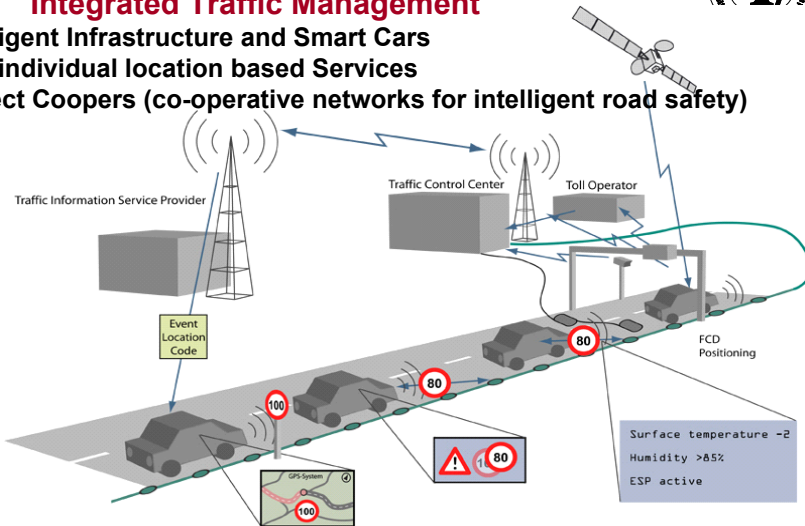 Integrated Traffic Management
ligent Infrastructure and Smart Cars
individual location based Services
ect Coopers (co-operative networks for intelligent road safety)
Traffic Information Service Provider
Traffic Control Center
Toll Operator
Event
Location
Code
FCD
Positioning
80
80
100
GPS-System
100
80
Surface temperature -2
Humidity >85%
ESP active